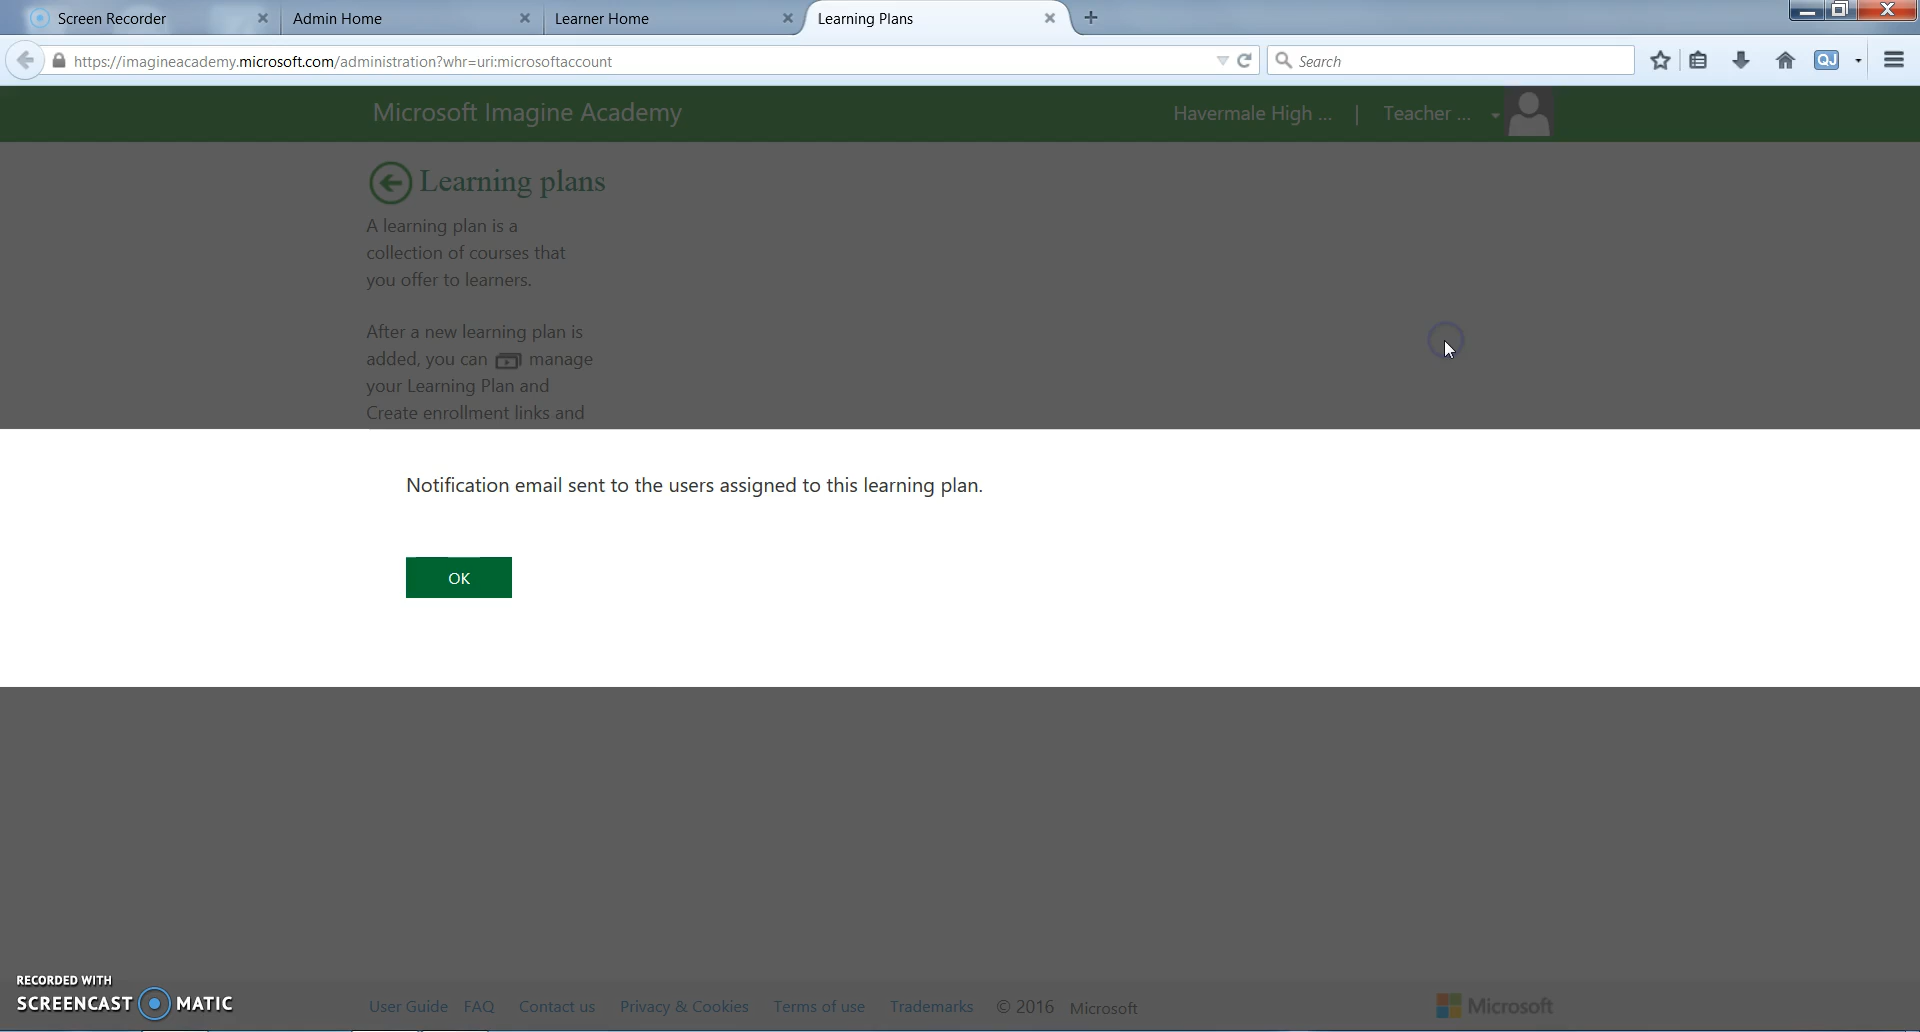 Screen Recorder
Admin Home
Learner Home
Learning Plans
https://imagineacademy.microsoft.com/administration?whr=uri:microsoftaccount
Search
QJ
Microsoft Imagine Academy
Havermale High ... | Teacher ...
Learning plans
A learning plan is a
collection of courses that
you offer to learners.
After a new learning plan is
added, you can manage
your Learning Plan and
Create enrollment links and
Notification email sent to the users assigned to this learning plan.
OK
RECORDED WITH
SCREENCAST MATIC
User Guide FAQ Contact us Privacy & Cookies Terms of use Trademarks © 2016 Microsoft
Microsoft